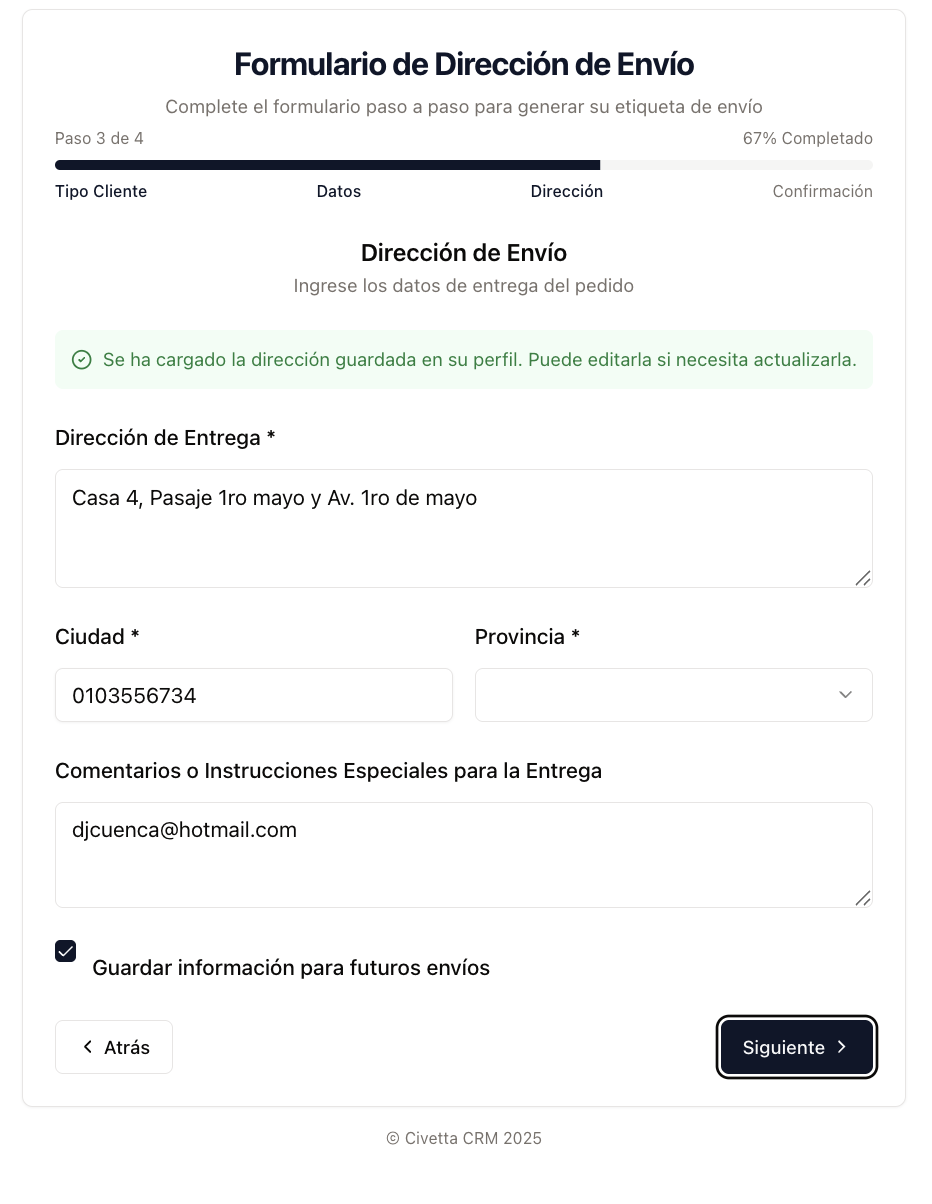 Formulario de Dirección de Envío
Complete el formulario paso a paso para generar su etiqueta de envío
Paso 3 de 4
67% Completado
Tipo Cliente
Datos
Dirección
Confirmación
Dirección de Envío
Ingrese los datos de entrega del pedido
Se ha cargado la dirección guardada en su perfil. Puede editarla si necesita actualizarla.
Dirección de Entrega *
Casa 4, Pasaje 1ro mayo y Av. 1ro de mayo
Ciudad *
Provincia *
0103556734
Comentarios o Instrucciones Especiales para la Entrega
djcuenca@hotmail.com
Guardar información para futuros envíos
Atrás
Siguiente
© Civetta CRM 2025